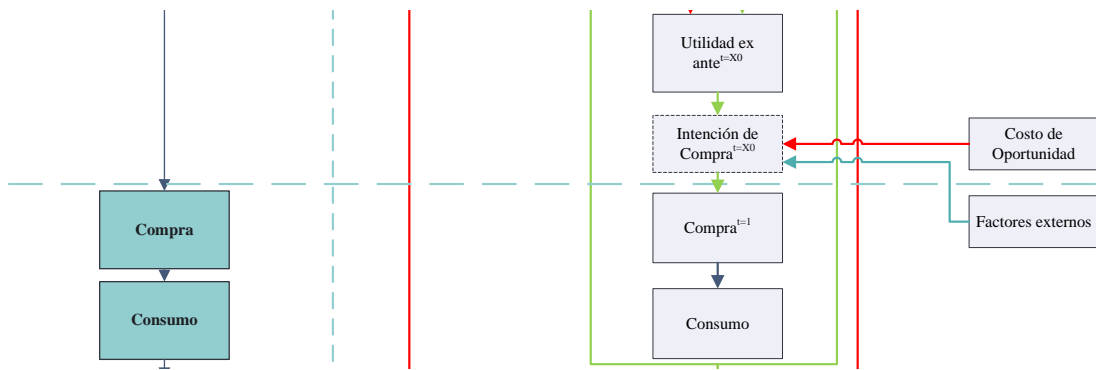 Utilidad ex
ante^t=X0
Intención de
Compra^t=X0
Costo de
Oportunidad
Compra
Compra^t=1
Factores externos
Consumo
Consumo